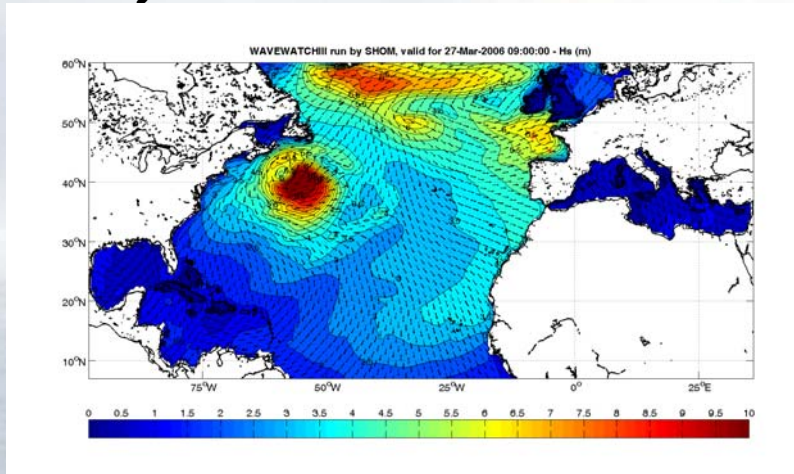 WAVEWATCHIII run by SHOM, valid for 27-Mar-2006 09:00:00 - Hs (m)
60°N
50°N
40°N
30°N
20°N
10°N
75°W 50°W 25°W 0° 25°E
0 0.5 1 1.5 2 2.5 3 3.5 4 4.5 5 5.5 6 6.5 7 7.5 8 8.5 9 9.5 10